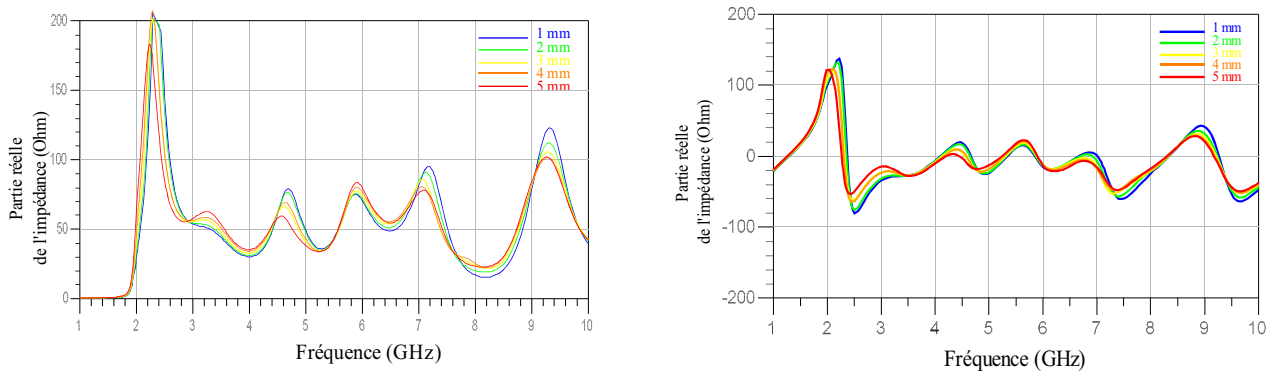 200
150
100
50
0
1
2
3
4
5
6
7
8
9
10
1 mm
2 mm
3 mm
4 mm
5 mm
Partie réelle
de l'impédance (Ohm)
Fréquence (GHz)
200
100
0
-100
-200
1
2
3
4
5
6
7
8
9
10
1 mm
2 mm
3 mm
4 mm
5 mm
Partie réelle
de l'impédance (Ohm)
Fréquence (GHz)